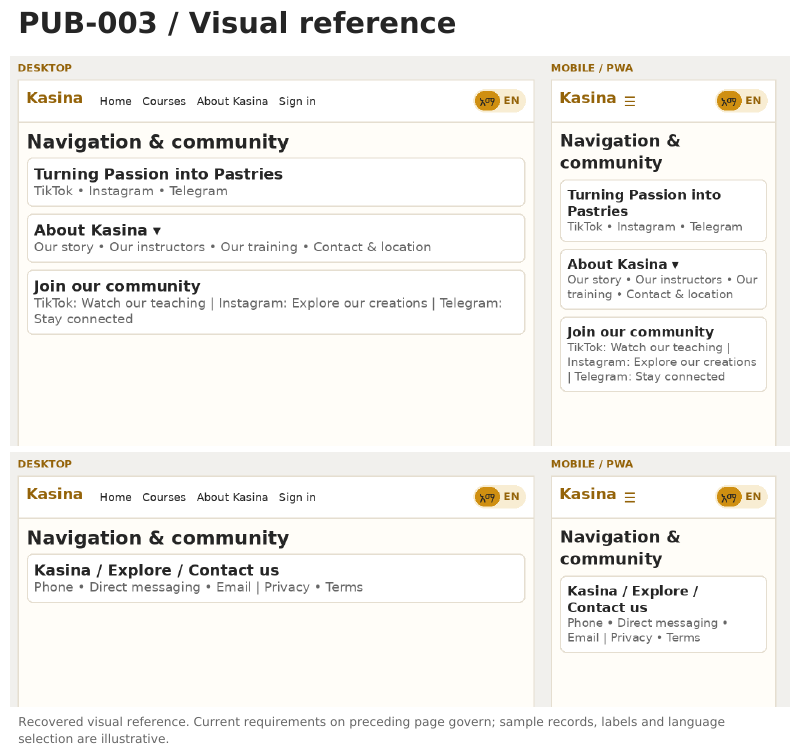 PUB-003 / Visual reference
DESKTOP
Kasina Home Courses About Kasina Sign in አማ EN
Navigation & community
Turning Passion into Pastries
TikTok • Instagram • Telegram
About Kasina ▾
Our story • Our instructors • Our training • Contact & location
Join our community
TikTok: Watch our teaching | Instagram: Explore our creations | Telegram:
Stay connected
MOBILE / PWA
Kasina ☰ አማ EN
Navigation &
community
Turning Passion into
Pastries
TikTok • Instagram • Telegram
About Kasina ▾
Our story • Our instructors • Our
training • Contact & location
Join our community
TikTok: Watch our teaching |
Instagram: Explore our creations
| Telegram: Stay connected
DESKTOP
Kasina Home Courses About Kasina Sign in አማ EN
Navigation & community
Kasina / Explore / Contact us
Phone • Direct messaging • Email | Privacy • Terms
MOBILE / PWA
Kasina ☰ አማ EN
Navigation &
community
Kasina / Explore /
Contact us
Phone • Direct messaging •
Email | Privacy • Terms
Recovered visual reference. Current requirements on preceding page govern; sample records, labels and language
selection are illustrative.